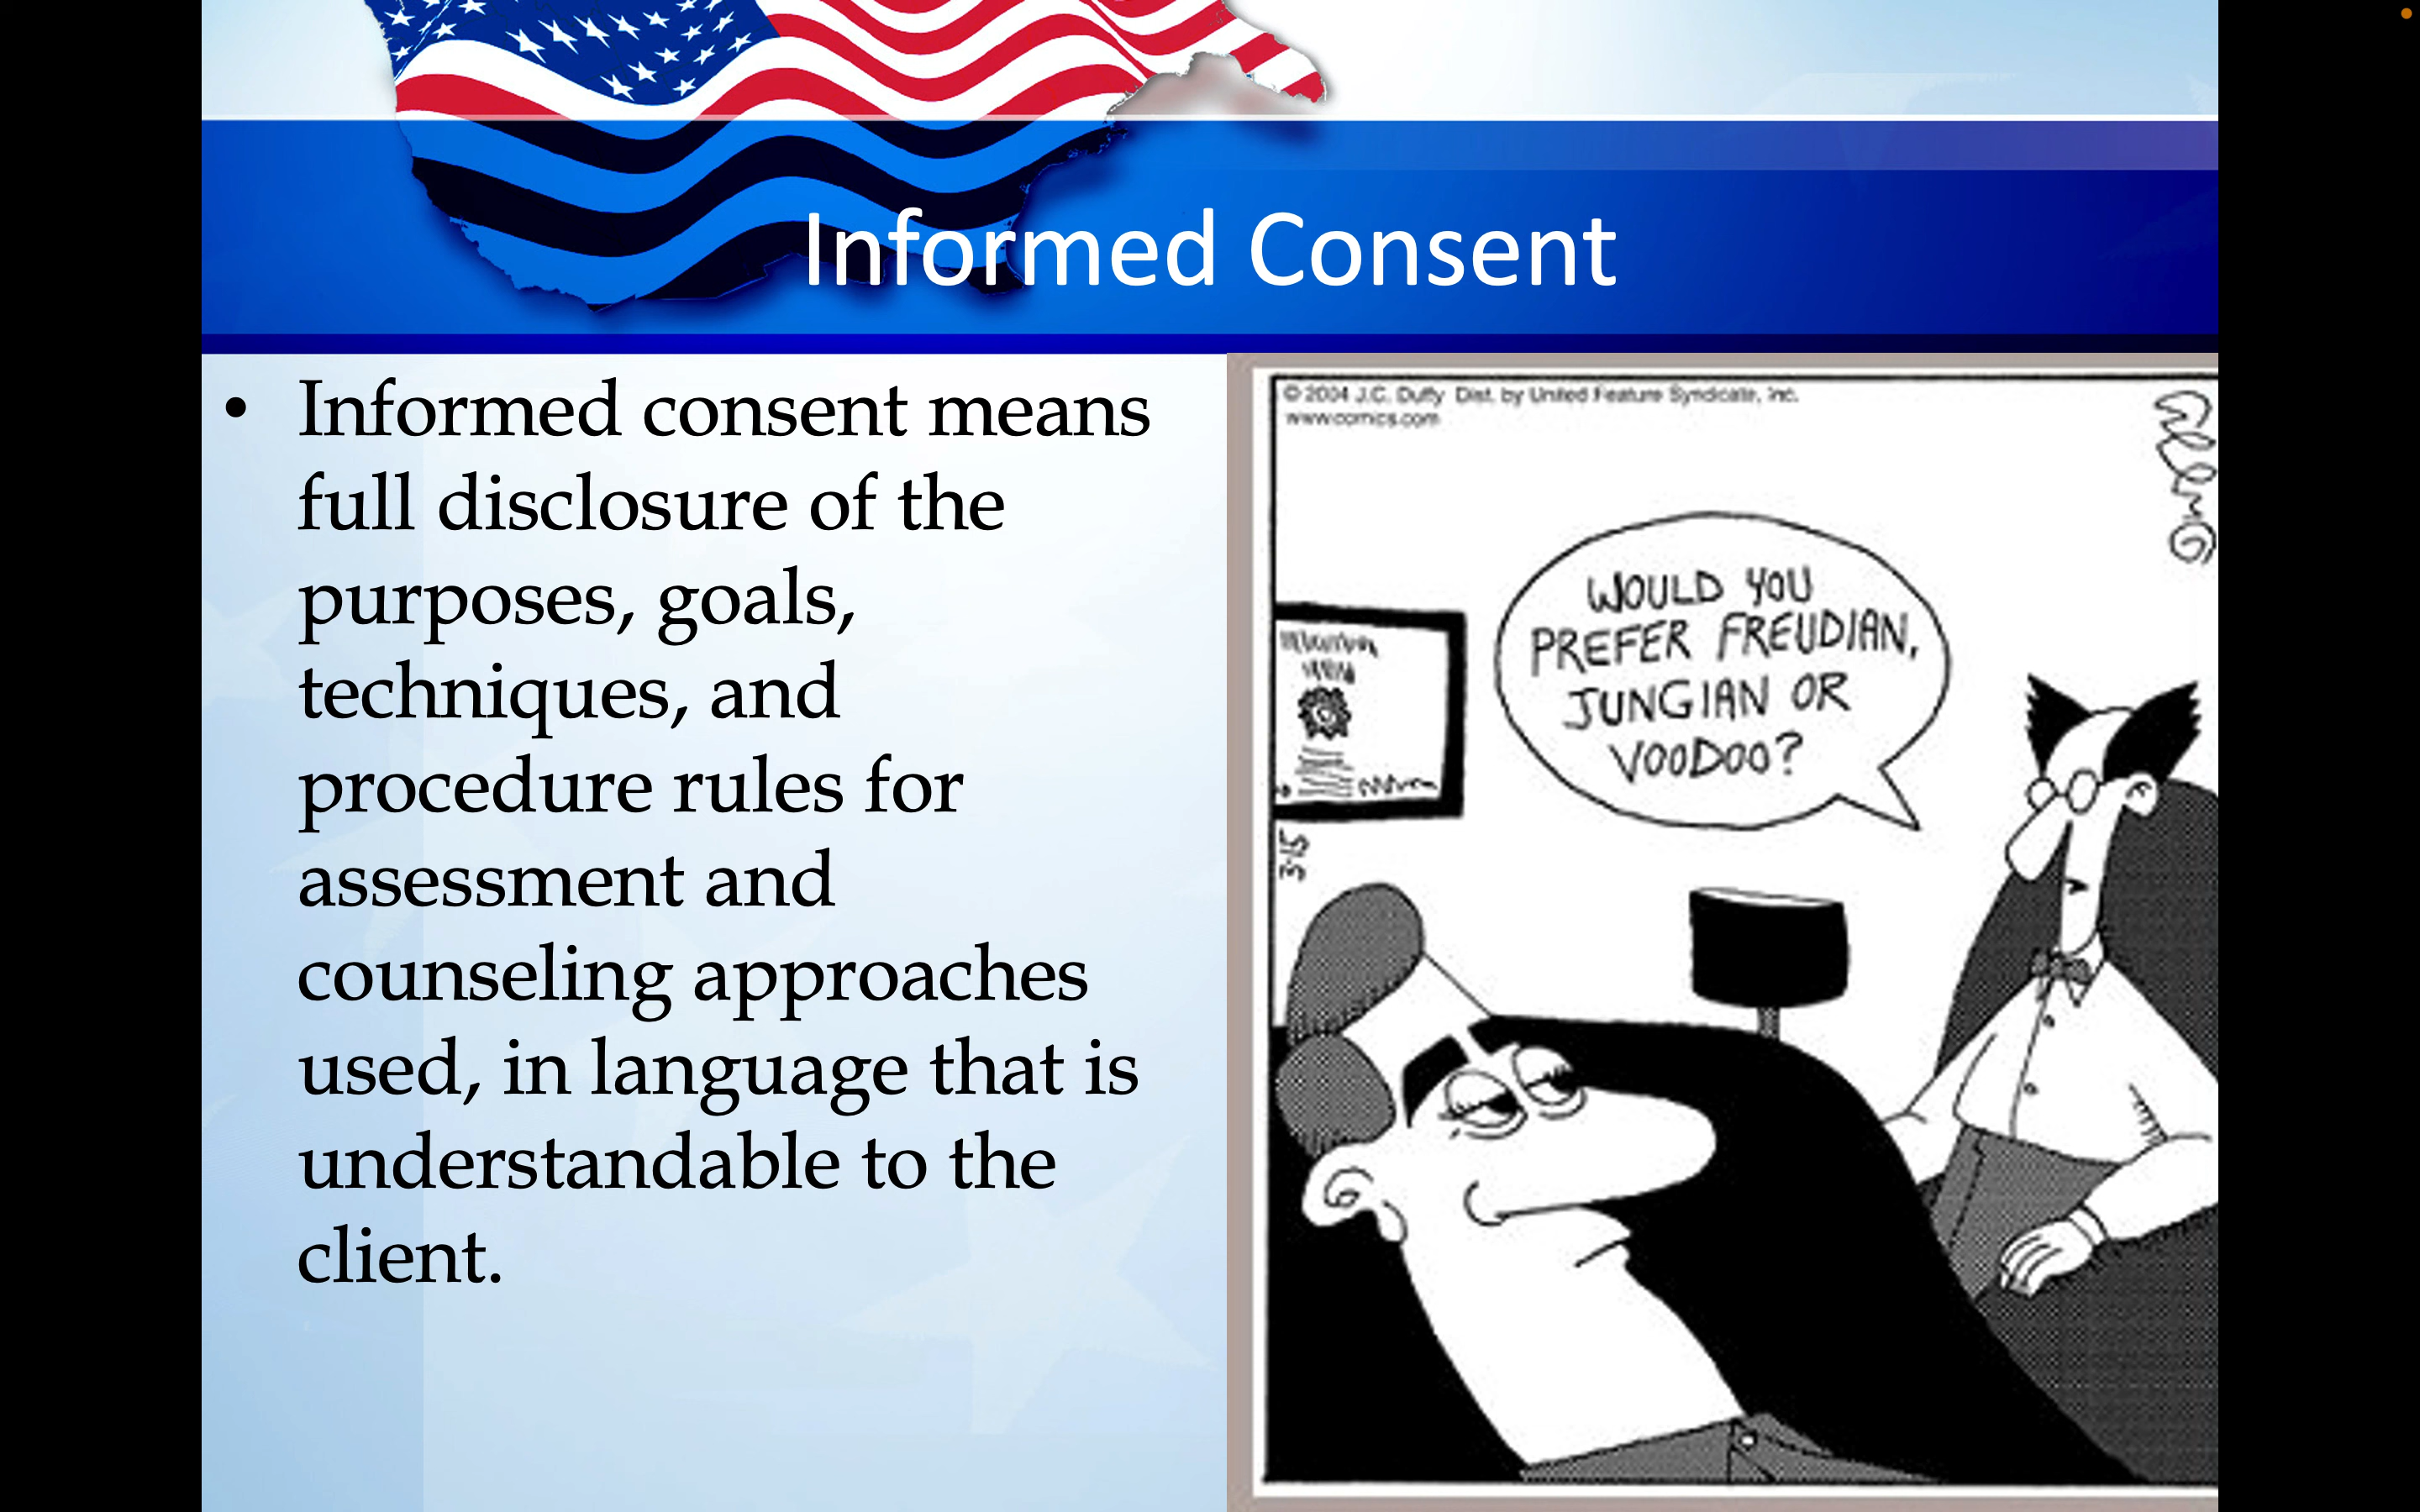 Informed Consent
• Informed consent means
full disclosure of the
purposes, goals,
techniques, and
procedure rules for
assessment and
counseling approaches
used, in language that is
understandable to the
client.
© 2004 J.C. Duffy Dist. by United Feature Syndicate, Inc.
www.comics.com
WOULD YOU
PREFER FREUDIAN,
JUNGIAN OR
VOODOO?
3-15